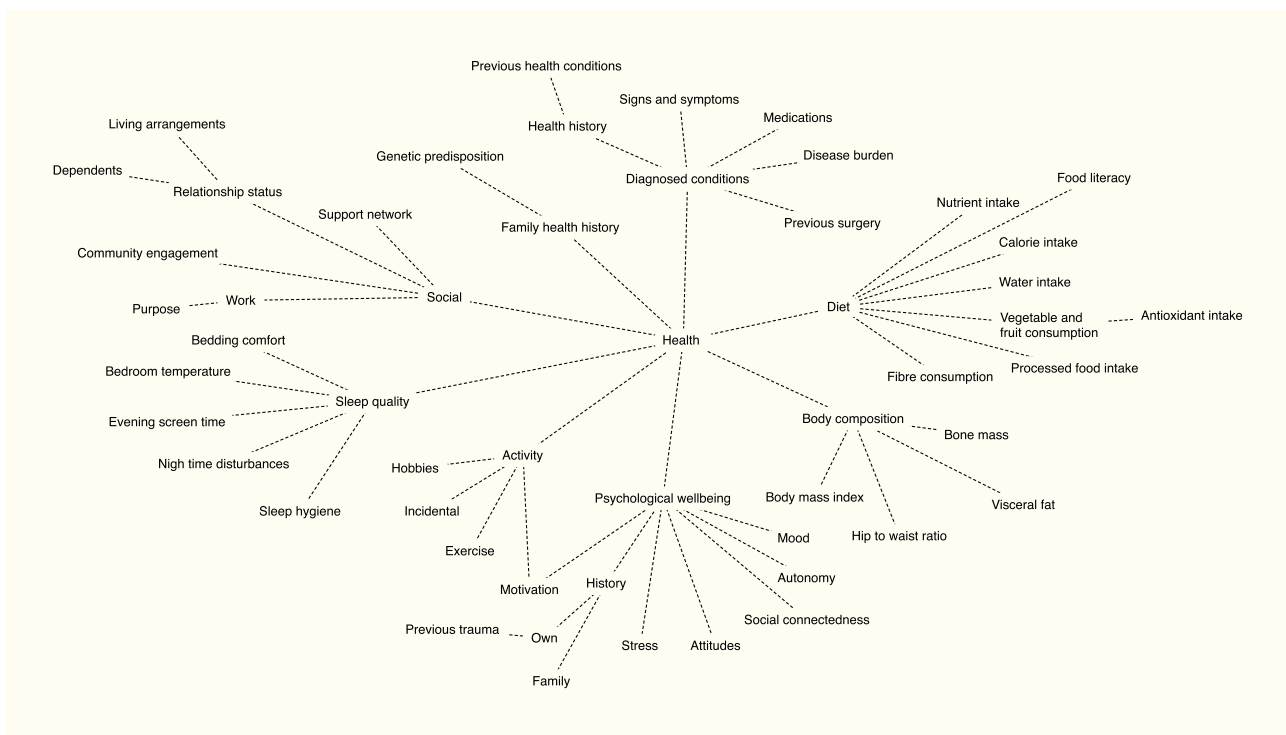 Previous health conditions
Signs and symptoms
Medications
Living arrangements
Health history
Genetic predisposition
Disease burden
Dependents
Diagnosed conditions
Food literacy
Relationship status
Nutrient intake
Support network
Family health history
Previous surgery
Calorie intake
Community engagement
Water intake
Social
Work
Purpose
Diet
Vegetable and
fruit consumption
Antioxidant intake
Bedding comfort
Health
Bedroom temperature
Processed food intake
Fibre consumption
Sleep quality
Evening screen time
Body composition
Bone mass
Nigh time disturbances
Activity
Hobbies
Psychological wellbeing
Body mass index
Visceral fat
Sleep hygiene
Incidental
Mood
Hip to waist ratio
Exercise
Autonomy
Motivation
History
Social connectedness
Previous trauma
Own
Stress
Attitudes
Family